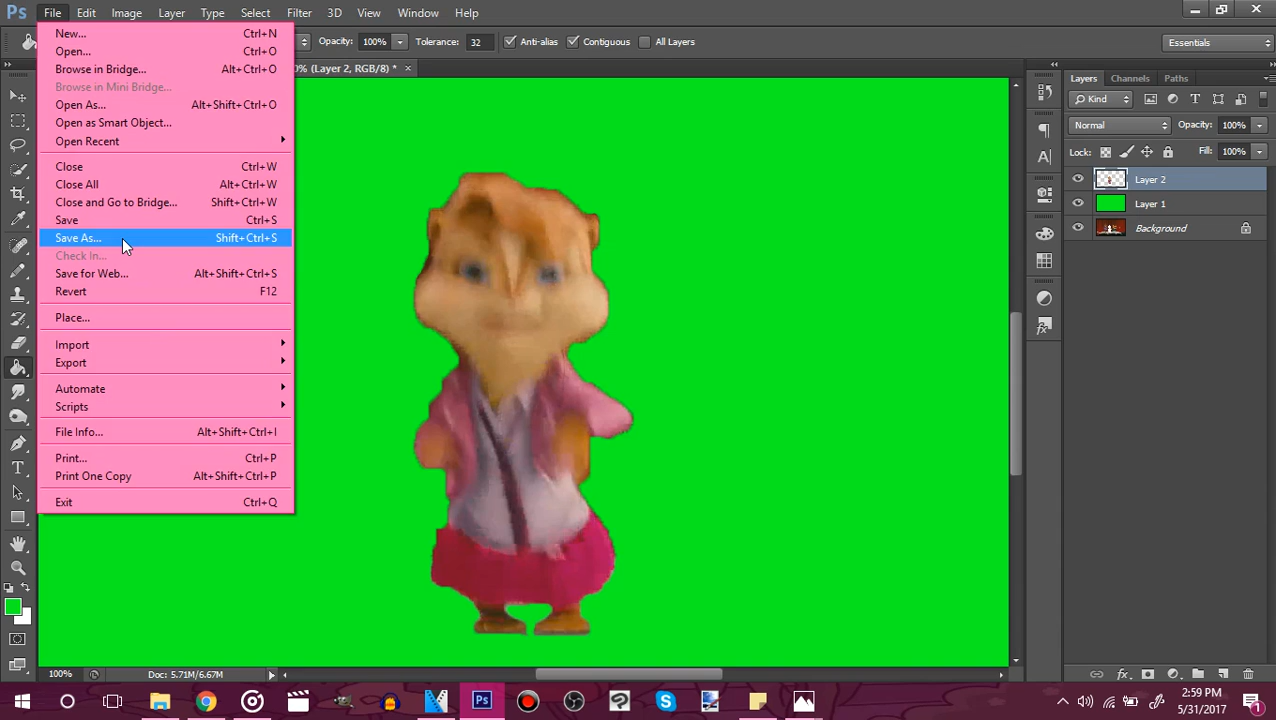 Ps File Edit Image Layer Type Select Filter 3D View Window Help
Opacity: 100% Tolerance: 32 Anti-alias Contiguous All Layers Essentials
0% (Layer 2, RGB/8) * ×
New... Ctrl+N
Open... Ctrl+O
Browse in Bridge... Alt+Ctrl+O
Browse in Mini Bridge...
Open As... Alt+Shift+Ctrl+O
Open as Smart Object...
Open Recent
Close Ctrl+W
Close All Alt+Ctrl+W
Close and Go to Bridge... Shift+Ctrl+W
Save Ctrl+S
Save As... Shift+Ctrl+S
Check In...
Save for Web... Alt+Shift+Ctrl+S
Revert F12
Place...
Import
Export
Automate
Scripts
File Info... Alt+Shift+Ctrl+I
Print... Ctrl+P
Print One Copy Alt+Shift+Ctrl+P
Exit Ctrl+Q
Layers Channels Paths
Kind
Normal Opacity: 100%
Lock: Fill: 100%
Layer 2
Layer 1
Background
100% Doc: 5.71M/6.67M
2:59 PM
5/31/2017
1